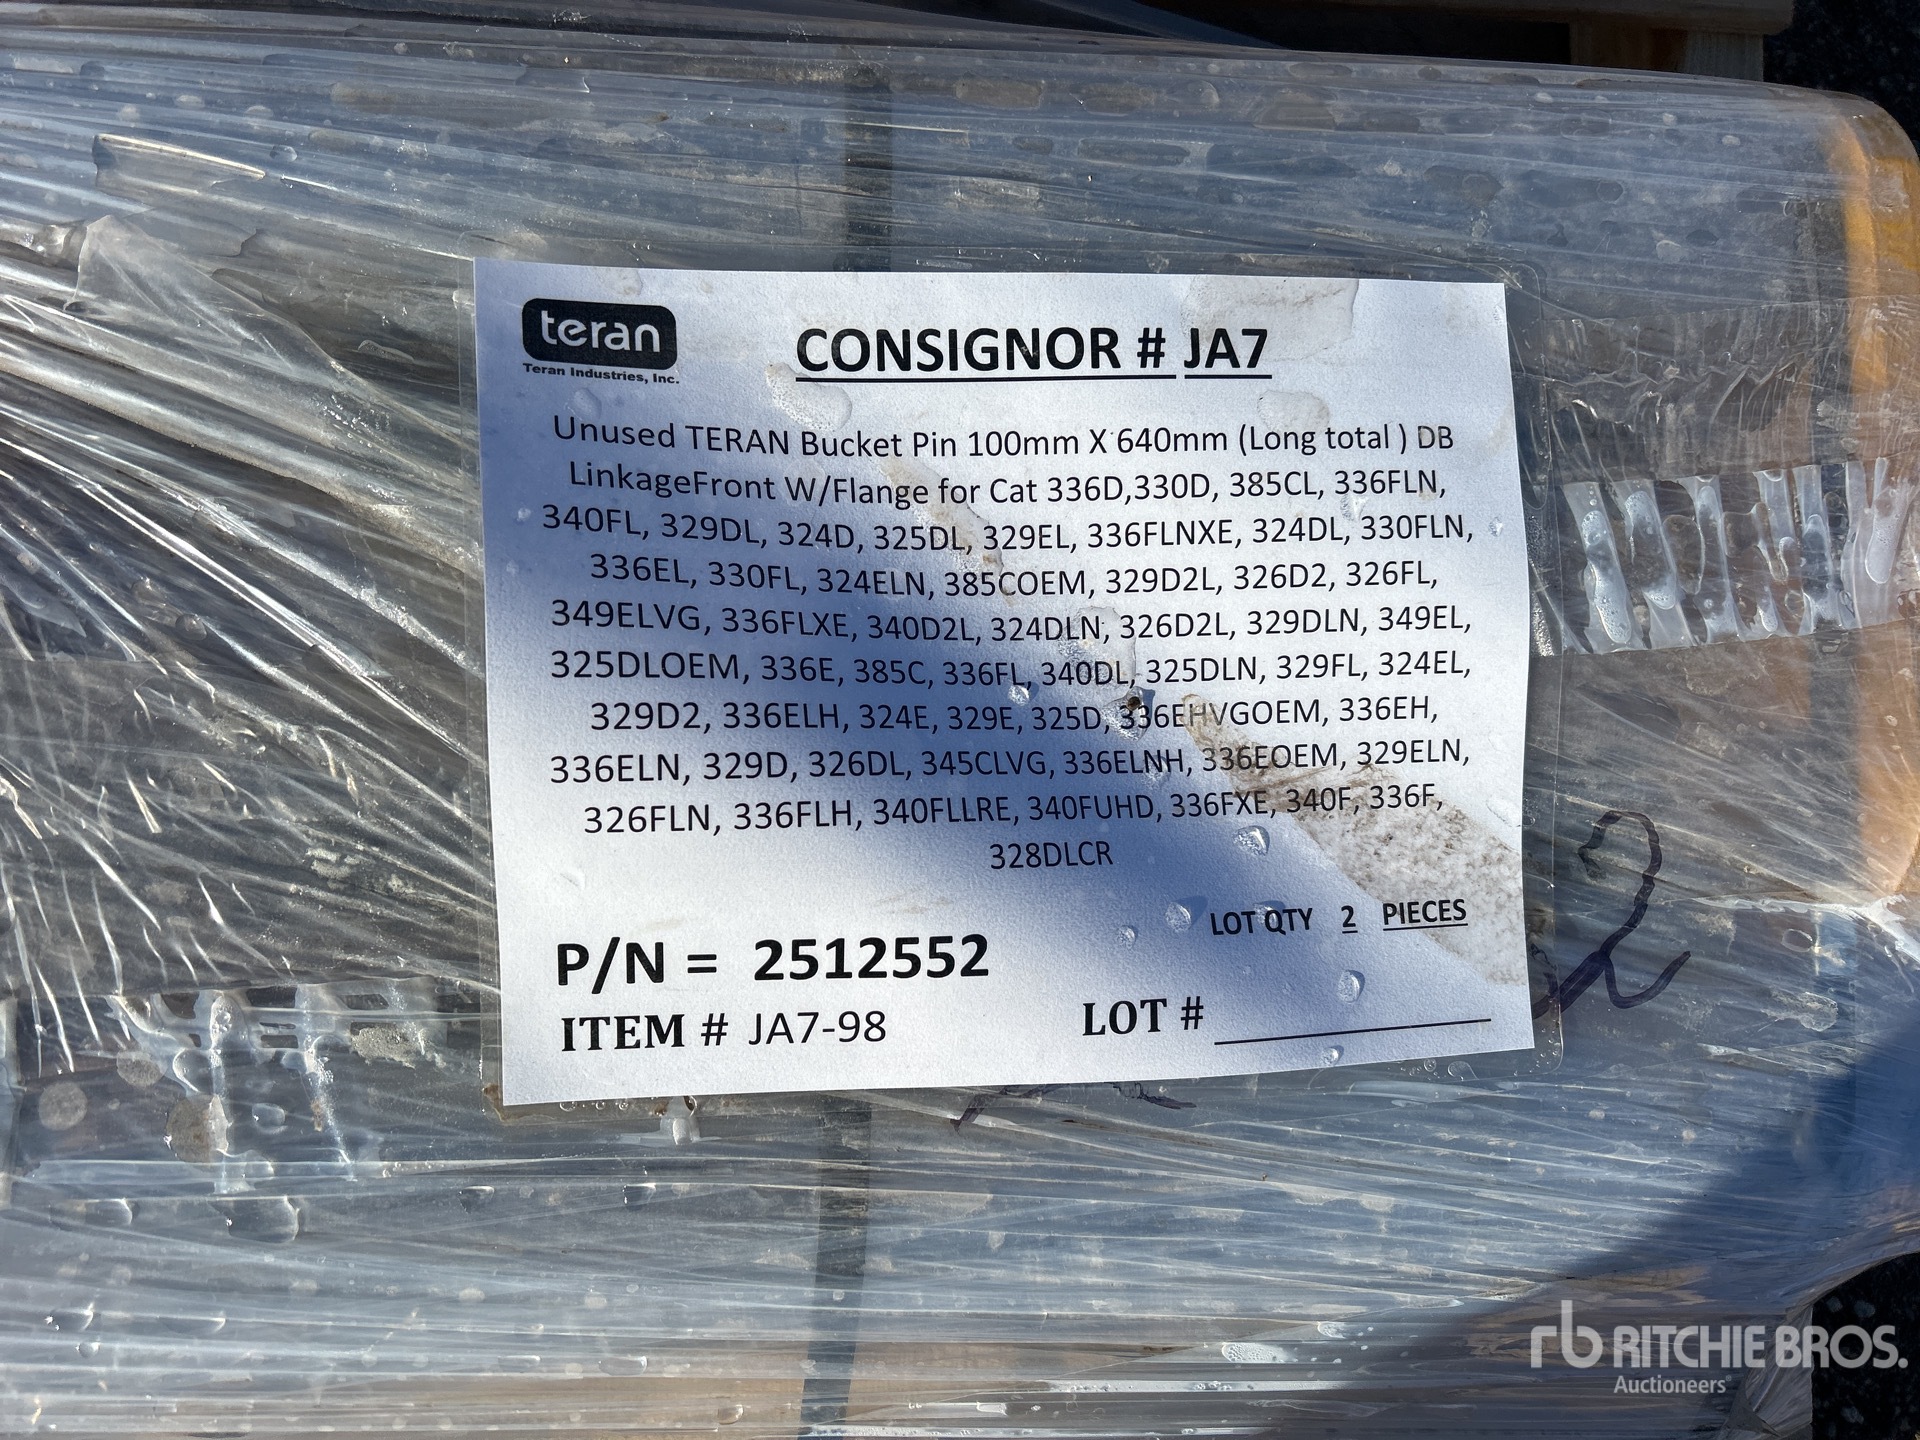 teran
Teran Industries, Inc.
CONSIGNOR # JA7
Unused TERAN Bucket Pin 100mm X 640mm (Long total ) DB
LinkageFront W/Flange for Cat 336D,330D, 385CL, 336FLN,
340FL, 329DL, 324D, 325DL, 329EL, 336FLNXE, 324DL, 330FLN,
336EL, 330FL, 324ELN, 385COEM, 329D2L, 326D2, 326FL,
349ELVG, 336FLXE, 340D2L, 324DLN, 326D2L, 329DLN, 349EL,
325DLOEM, 336E, 385C, 336FL, 340DL, 325DLN, 329FL, 324EL,
329D2, 336ELH, 324E, 329E, 325D, 336EHVGOEM, 336EH,
336ELN, 329D, 326DL, 345CLVG, 336ELNH, 336EOEM, 329ELN,
326FLN, 336FLH, 340FLLRE, 340FUHD, 336FXE, 340F, 336F,
328DLCR
LOT QTY 2 PIECES
P/N = 2512552
ITEM # JA7-98
LOT #
2
rb RITCHIE BROS.
Auctioneers